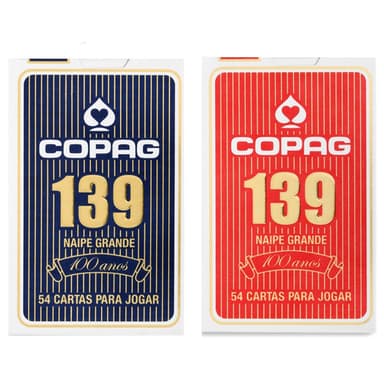 COPAG
139
NAIPE GRANDE
100 anos
54 CARTAS PARA JOGAR
COPAG
139
NAIPE GRANDE
100 anos
54 CARTAS PARA JOGAR